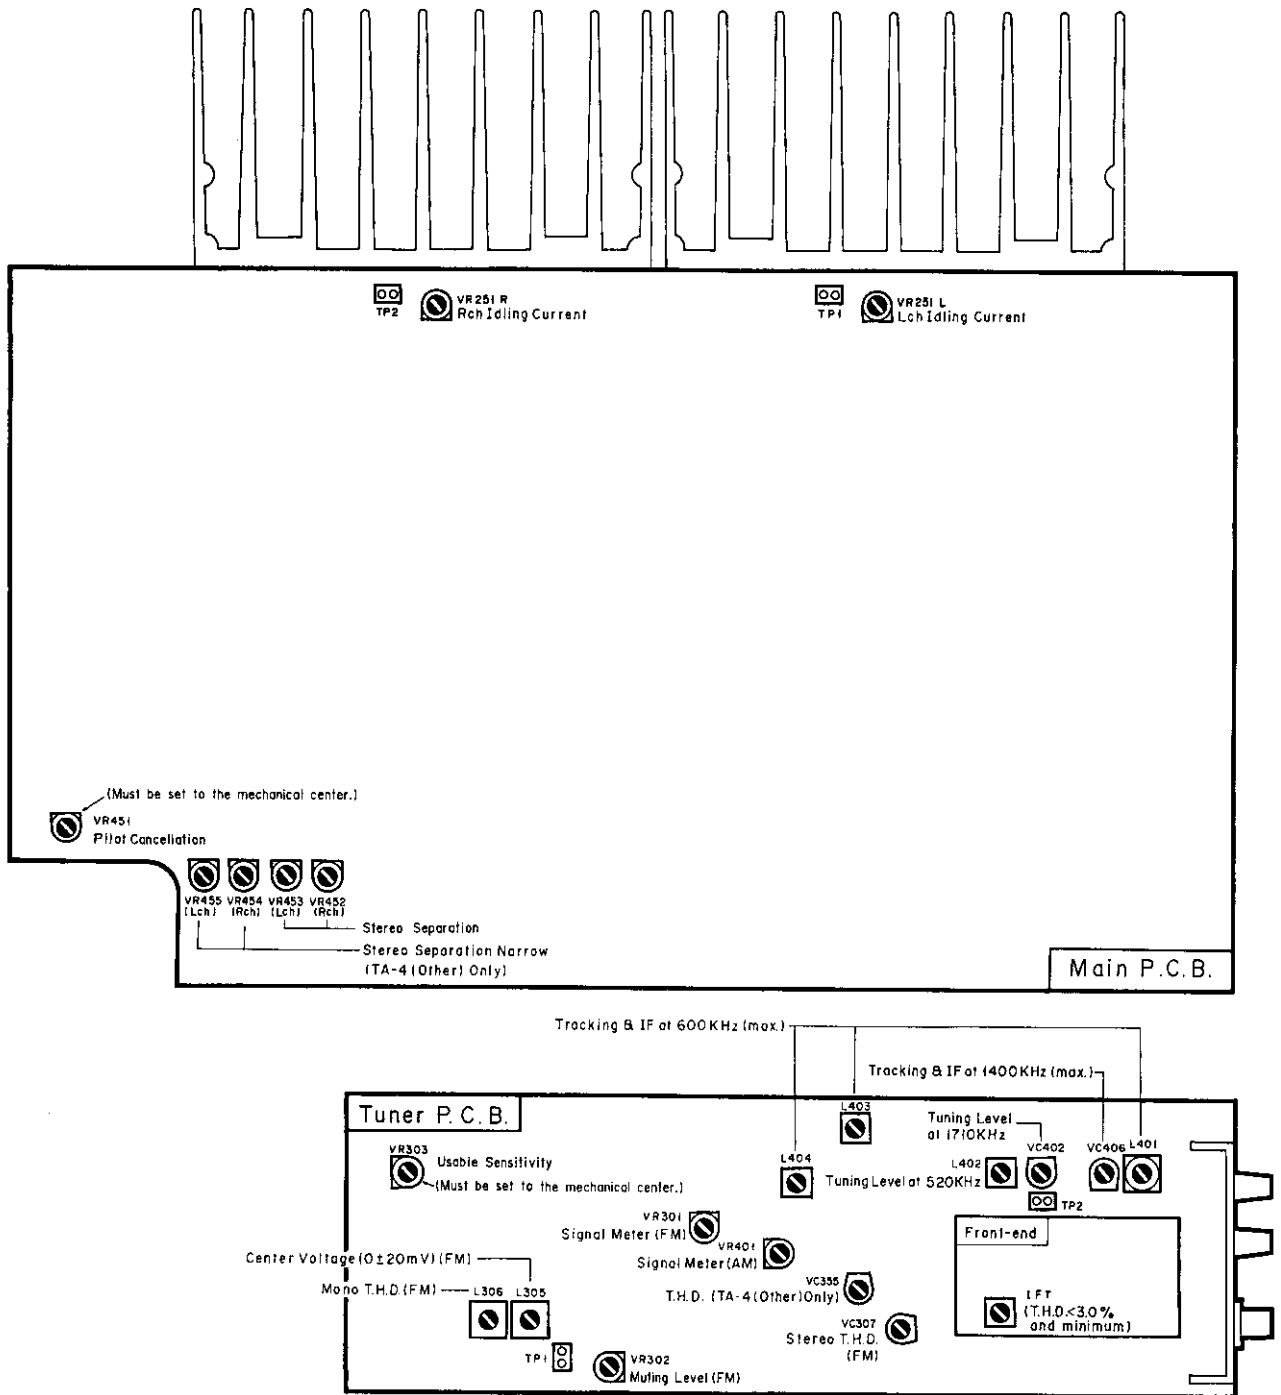 TP2
VR251 R
Rch Idling Current
TP1
VR251 L
Lch Idling Current
(Must be set to the mechanical center.)
VR451
Pilot Cancellation
VR455 VR454 VR453 VR452
(Lch) (Rch) (Lch) (Rch)
Stereo Separation
Stereo Separation Narrow
(TA-4 (Other) Only)
Main P.C.B.
Tracking & IF at 600KHz (max.)
Tracking & IF at 1400KHz (max.)
Tuner P.C.B.
L403
Tuning Level
at 1710KHz
VR303
Usable Sensitivity
(Must be set to the mechanical center.)
L404
Tuning Level at 520KHz
L402
VC402
VC406
L401
TP2
VR301
Signal Meter (FM)
VR401
Signal Meter (AM)
Front-end
Center Voltage (0±20mV) (FM)
Mono T.H.D. (FM)
L306
L305
VC355
T.H.D. (TA-4 (Other) Only)
IFT
(T.H.D.<3.0%
and minimum)
VC307
Stereo T.H.D.
(FM)
TP1
VR302
Muting Level (FM)